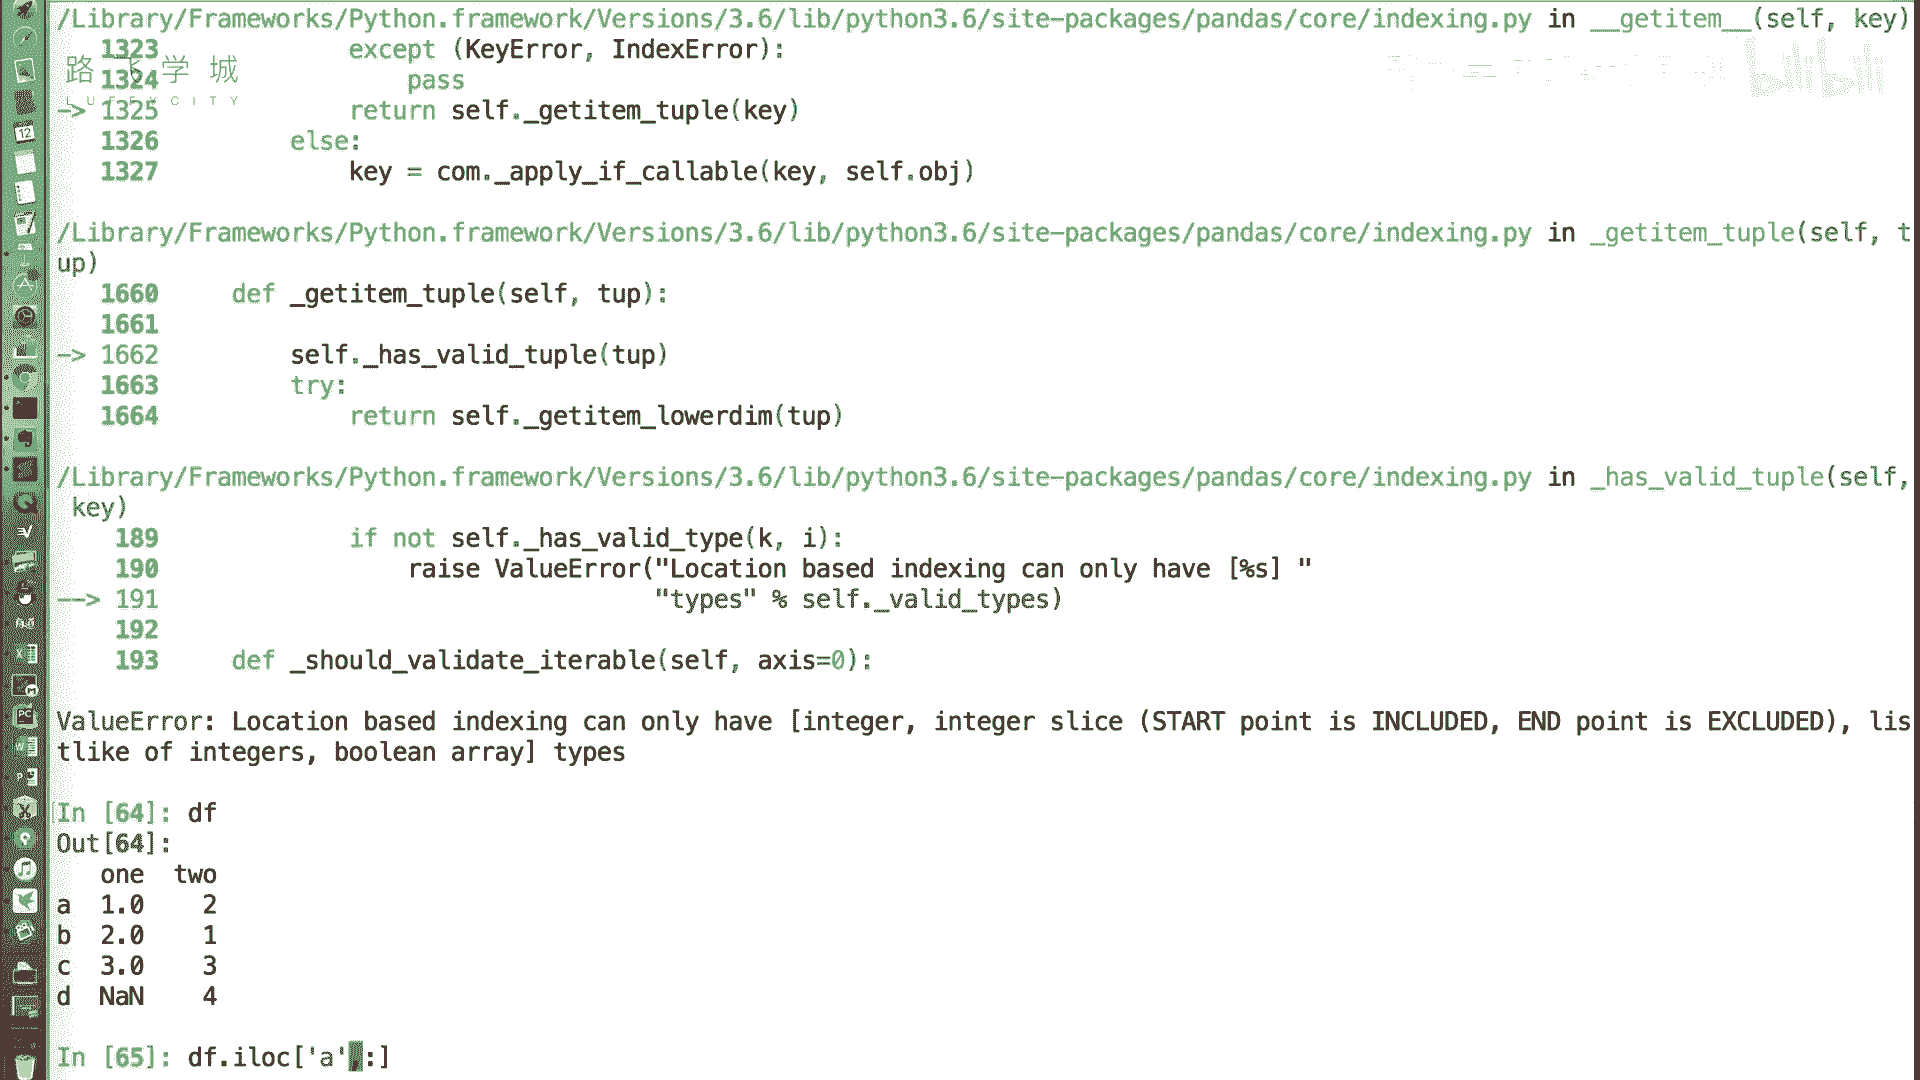 /Library/Frameworks/Python.framework/Versions/3.6/lib/python3.6/site-packages/pandas/core/indexing.py in __getitem__(self, key)
1323             except (KeyError, IndexError):
路飞学城
1324                 pass
LUFFYCITY
bilibili
-> 1325             return self._getitem_tuple(key)
1326         else:
1327             key = com._apply_if_callable(key, self.obj)
/Library/Frameworks/Python.framework/Versions/3.6/lib/python3.6/site-packages/pandas/core/indexing.py in _getitem_tuple(self, t
up)
1660     def _getitem_tuple(self, tup):
1661
-> 1662         self._has_valid_tuple(tup)
1663         try:
1664             return self._getitem_lowerdim(tup)
/Library/Frameworks/Python.framework/Versions/3.6/lib/python3.6/site-packages/pandas/core/indexing.py in _has_valid_tuple(self,
key)
189             if not self._has_valid_type(k, i):
190                 raise ValueError("Location based indexing can only have [%s] "
--> 191                                  "types" % self._valid_types)
192
193     def _should_validate_iterable(self, axis=0):
ValueError: Location based indexing can only have [integer, integer slice (START point is INCLUDED, END point is EXCLUDED), lis
tlike of integers, boolean array] types
In [64]: df
Out[64]:
one  two
a  1.0    2
b  2.0    1
c  3.0    3
d  NaN    4
In [65]: df.iloc['a',:]